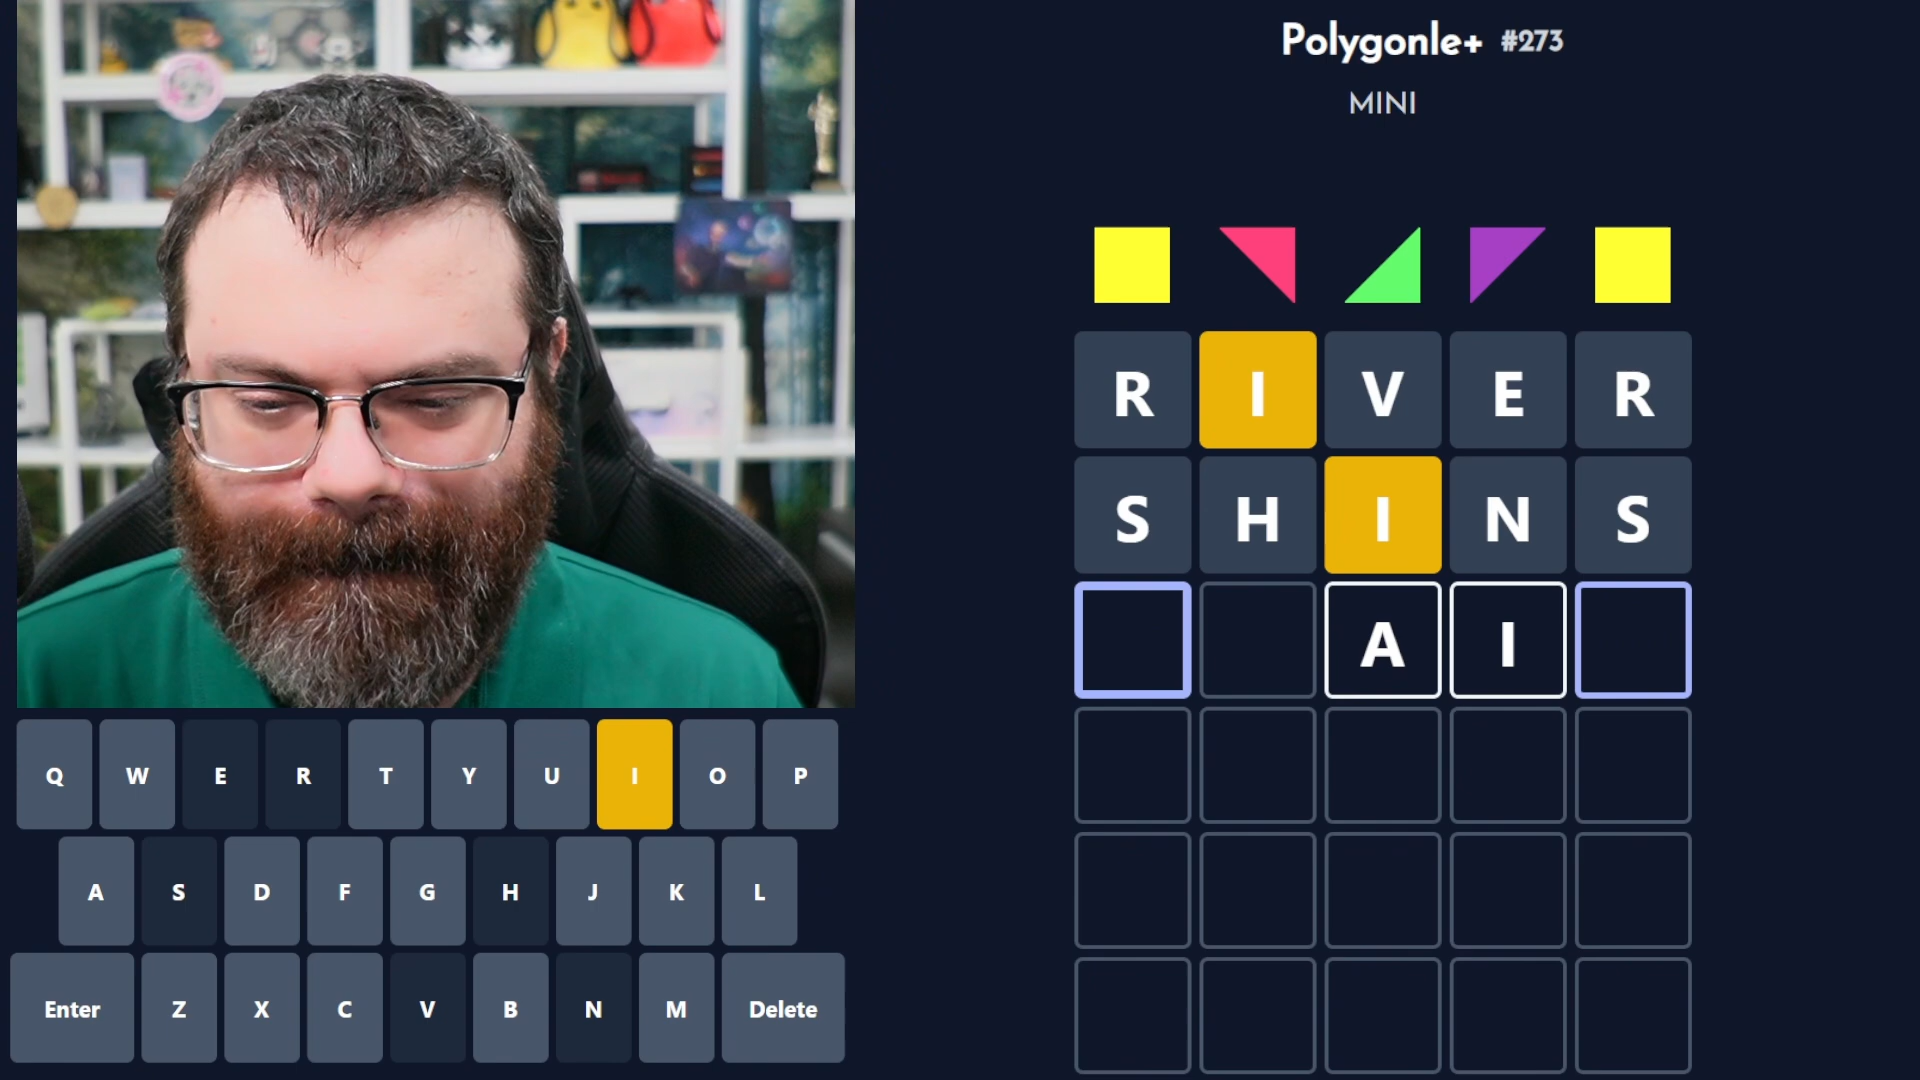 Polygonle+ #273
MINI
R I V E R
S H I N S
A I
Q W E R T Y U I O P
A S D F G H J K L
Enter Z X C V B N M Delete